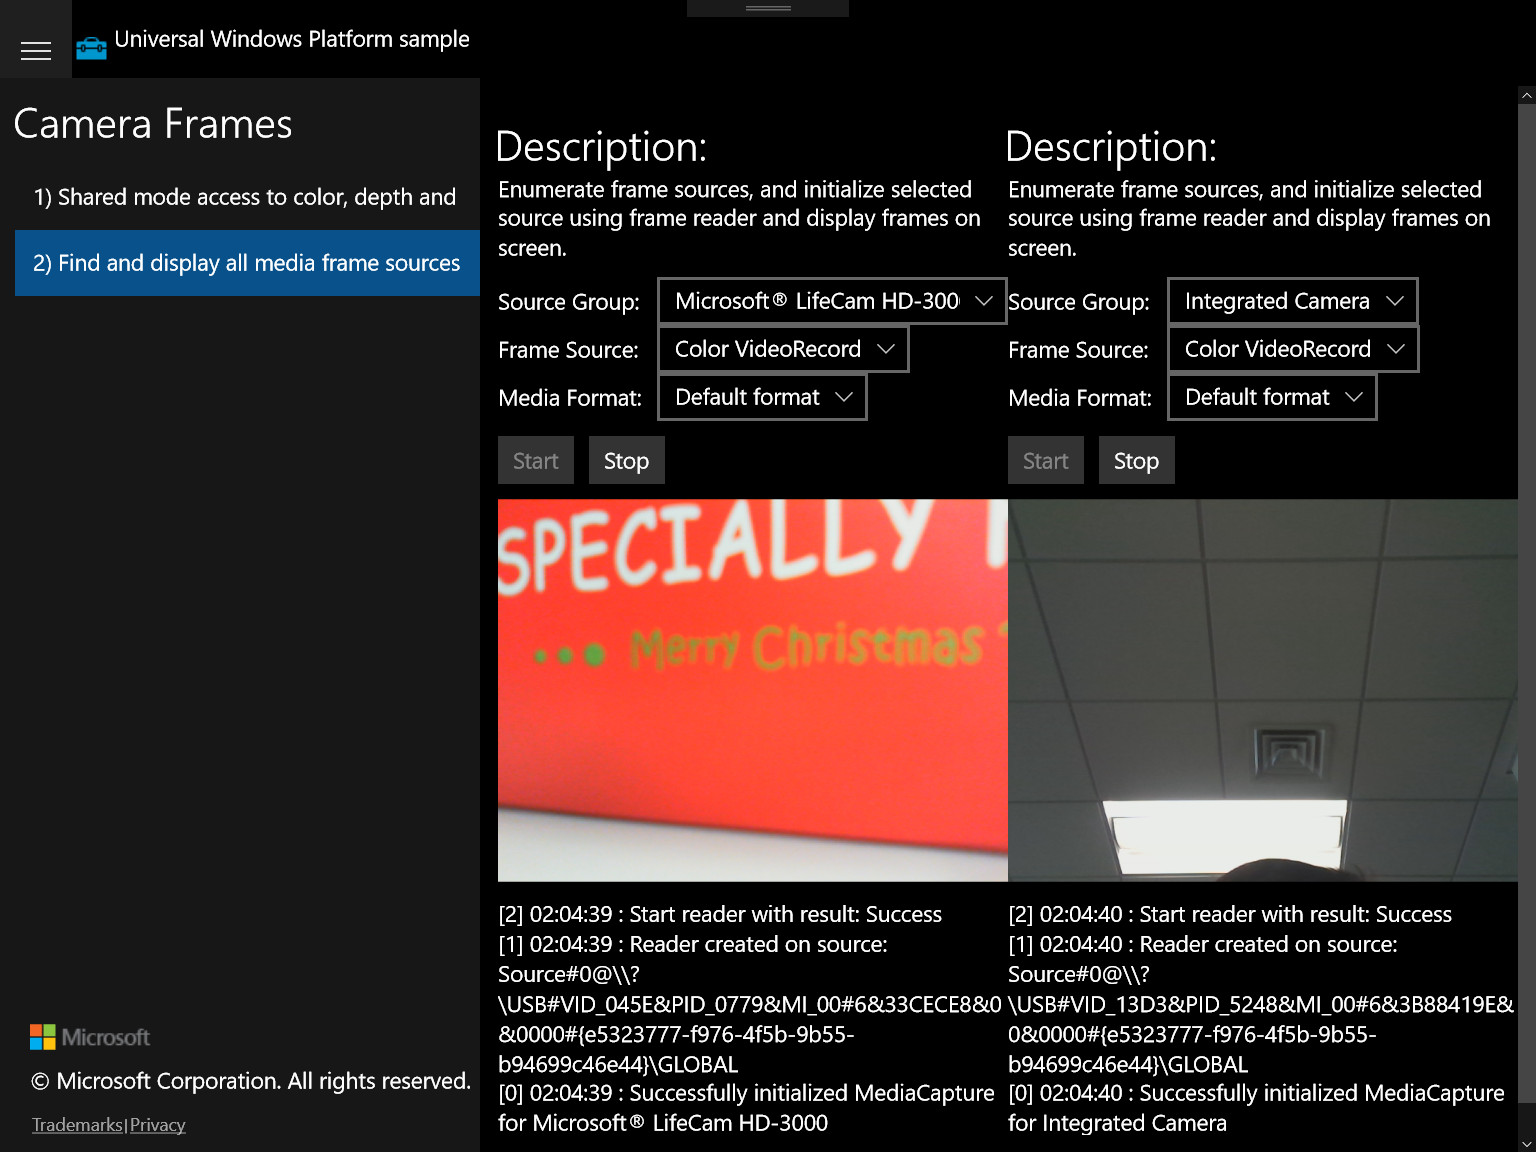 Universal Windows Platform sample
Camera Frames
1) Shared mode access to color, depth and
2) Find and display all media frame sources
Microsoft
© Microsoft Corporation. All rights reserved.
Trademarks|Privacy
Description:
Enumerate frame sources, and initialize selected
source using frame reader and display frames on
screen.
Source Group: Microsoft® LifeCam HD-300
Frame Source: Color VideoRecord
Media Format: Default format
Start Stop
SPECIALLY
Merry Christmas
[2] 02:04:39 : Start reader with result: Success
[1] 02:04:39 : Reader created on source:
Source#0@\\?
\USB#VID_045E&PID_0779&MI_00#6&33CECE8&0
&0000#{e5323777-f976-4f5b-9b55-
b94699c46e44}\GLOBAL
[0] 02:04:39 : Successfully initialized MediaCapture
for Microsoft® LifeCam HD-3000
Description:
Enumerate frame sources, and initialize selected
source using frame reader and display frames on
screen.
Source Group: Integrated Camera
Frame Source: Color VideoRecord
Media Format: Default format
Start Stop
[2] 02:04:40 : Start reader with result: Success
[1] 02:04:40 : Reader created on source:
Source#0@\\?
\USB#VID_13D3&PID_5248&MI_00#6&3B88419E&
0&0000#{e5323777-f976-4f5b-9b55-
b94699c46e44}\GLOBAL
[0] 02:04:40 : Successfully initialized MediaCapture
for Integrated Camera